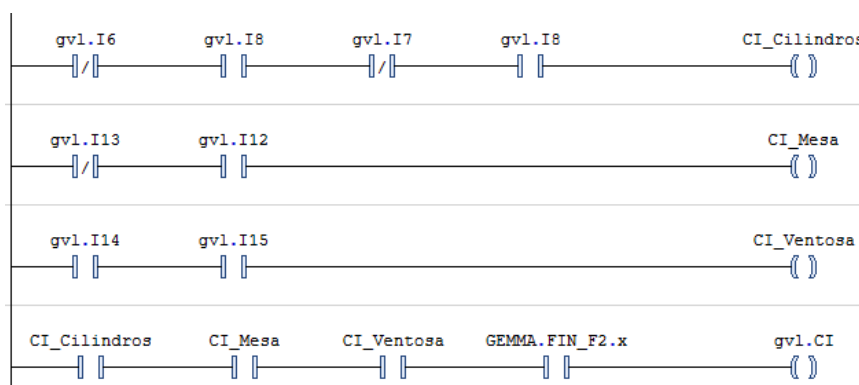 gvl.I6 gvl.I8 gvl.I7 gvl.I8 CI_Cilindros
gvl.I13 gvl.I12 CI_Mesa
gvl.I14 gvl.I15 CI_Ventosa
CI_Cilindros CI_Mesa CI_Ventosa GEMMA.FIN_F2.x gvl.CI